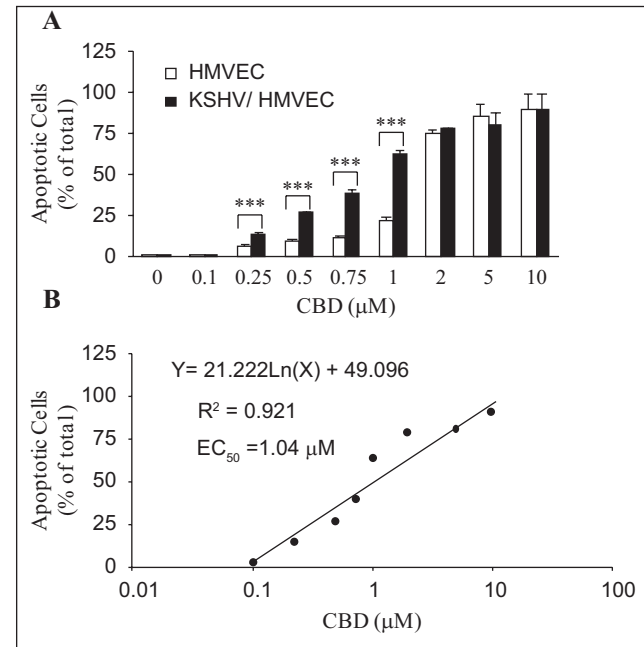 A
125
100
75
50
25
0
Apoptotic Cells
(% of total)
HMVEC
KSHV/ HMVEC
***
***
***
***
0 0.1 0.25 0.5 0.75 1 2 5 10
CBD (μM)
B
125
100
75
50
25
0
Apoptotic Cells
(% of total)
Y= 21.222Ln(X) + 49.096
R² = 0.921
EC₅₀ =1.04 μM
0.01 0.1 1 10 100
CBD (μM)